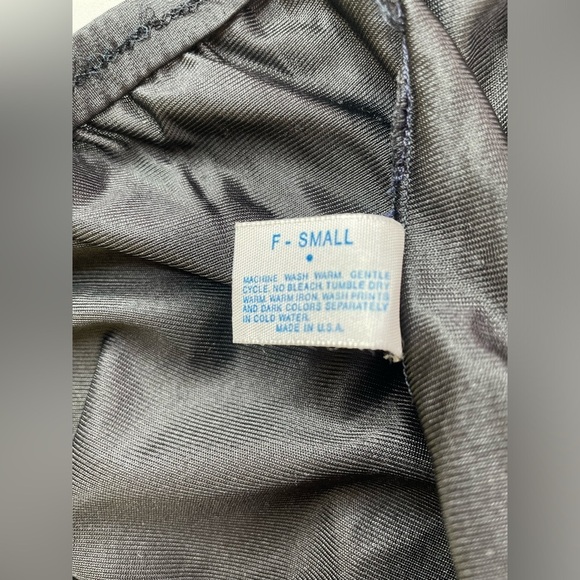 F - SMALL
MACHINE WASH WARM. GENTLE
CYCLE. NO BLEACH. TUMBLE DRY
WARM. WARM IRON. WASH PRINTS
AND DARK COLORS SEPARATELY
IN COLD WATER.
MADE IN U.S.A.